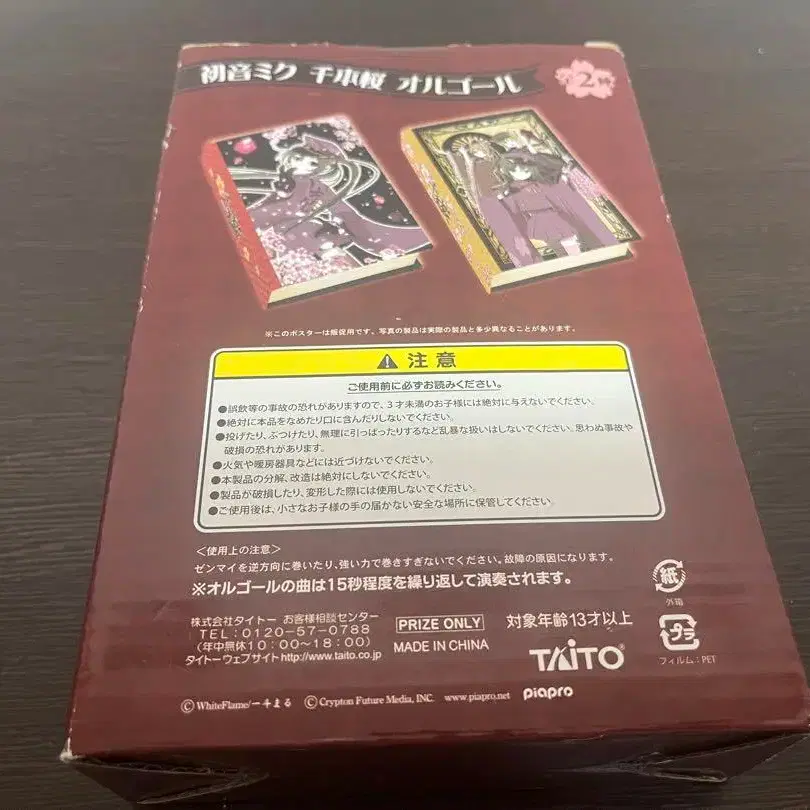 初音ミク 千本桜 オルゴール
全2種
※このポスターは販促用です、写真の製品は実際の製品と多少異なることがあります。
⚠注意
ご使用前に必ずお読みください。
●誤飲等の事故の恐れがありますので、3才未満のお子様には絶対に与えないでください。
●絶対に本品をなめたり口に含んだりしないでください。
●投げたり、ぶつけたり、無理に引っぱったりするなど乱暴な扱いはしないでください。思わぬ事故や
破損の恐れがあります。
●火気や暖房器具などには近づけないでください。
●本製品の分解、改造は絶対にしないでください。
●製品が破損したり、変形した際には使用しないでください。
●ご使用後は、小さなお子様の手の届かない安全な場所に保管してください。
<使用上の注意>
ゼンマイを逆方向に巻いたり、強い力で巻きすぎないでください。故障の原因になります。
※オルゴールの曲は15秒程度を繰り返して演奏されます。
紙
外箱
株式会社タイトー お客様相談センター
TEL:0120-57-0788
(年中無休10:00~18:00)
タイトーウェブサイトhttp://www.taito.co.jp
PRIZE ONLY
MADE IN CHINA
対象年齢13才以上
TAITO®
プラ
フィルム:PET
©WhiteFlame/一斗まる ©Crypton Future Media, INC. www.piapro.net piapro